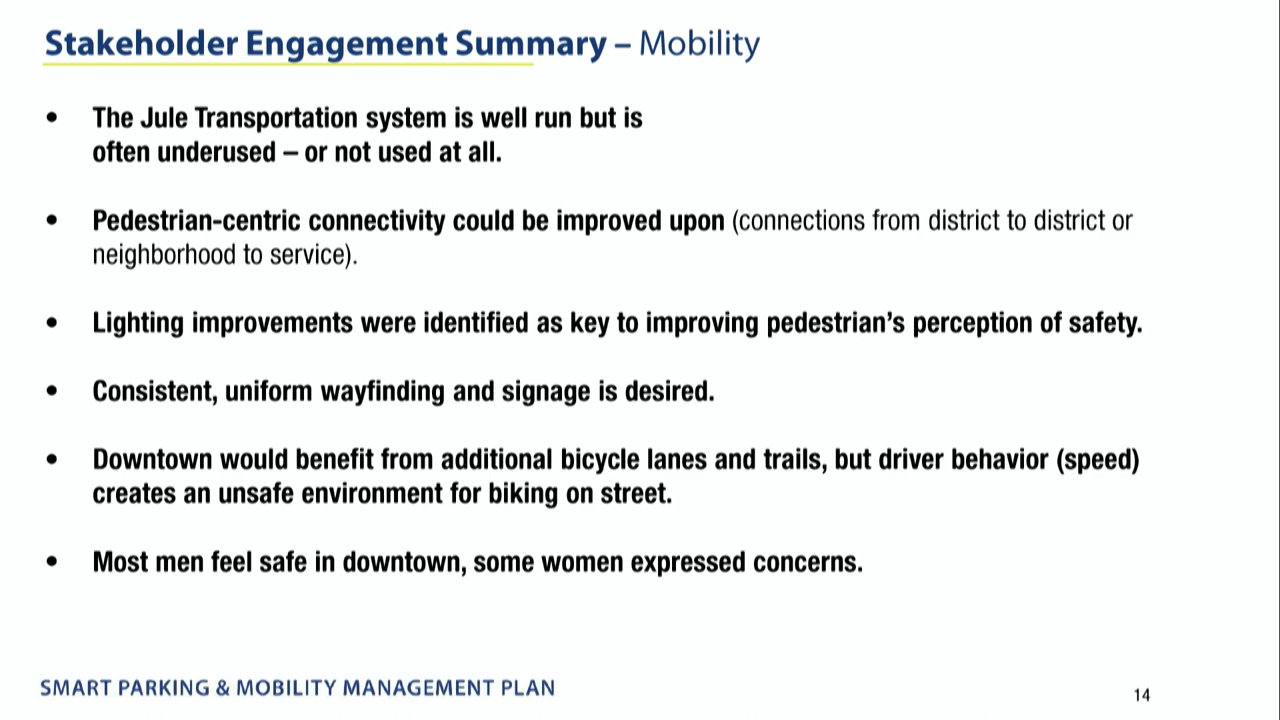 Stakeholder Engagement Summary – Mobility
• The Jule Transportation system is well run but is
often underused – or not used at all.
• Pedestrian-centric connectivity could be improved upon (connections from district to district or
neighborhood to service).
• Lighting improvements were identified as key to improving pedestrian’s perception of safety.
• Consistent, uniform wayfinding and signage is desired.
• Downtown would benefit from additional bicycle lanes and trails, but driver behavior (speed)
creates an unsafe environment for biking on street.
• Most men feel safe in downtown, some women expressed concerns.
SMART PARKING & MOBILITY MANAGEMENT PLAN
14